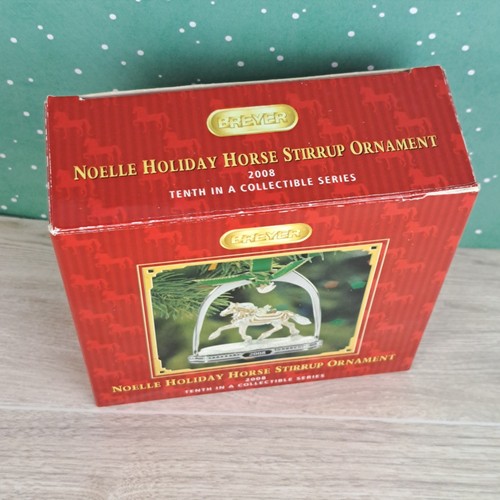 BREYER
NOELLE HOLIDAY HORSE STIRRUP ORNAMENT
2008
TENTH IN A COLLECTIBLE SERIES
BREYER
2008
NOELLE HOLIDAY HORSE STIRRUP ORNAMENT
2008
TENTH IN A COLLECTIBLE SERIES